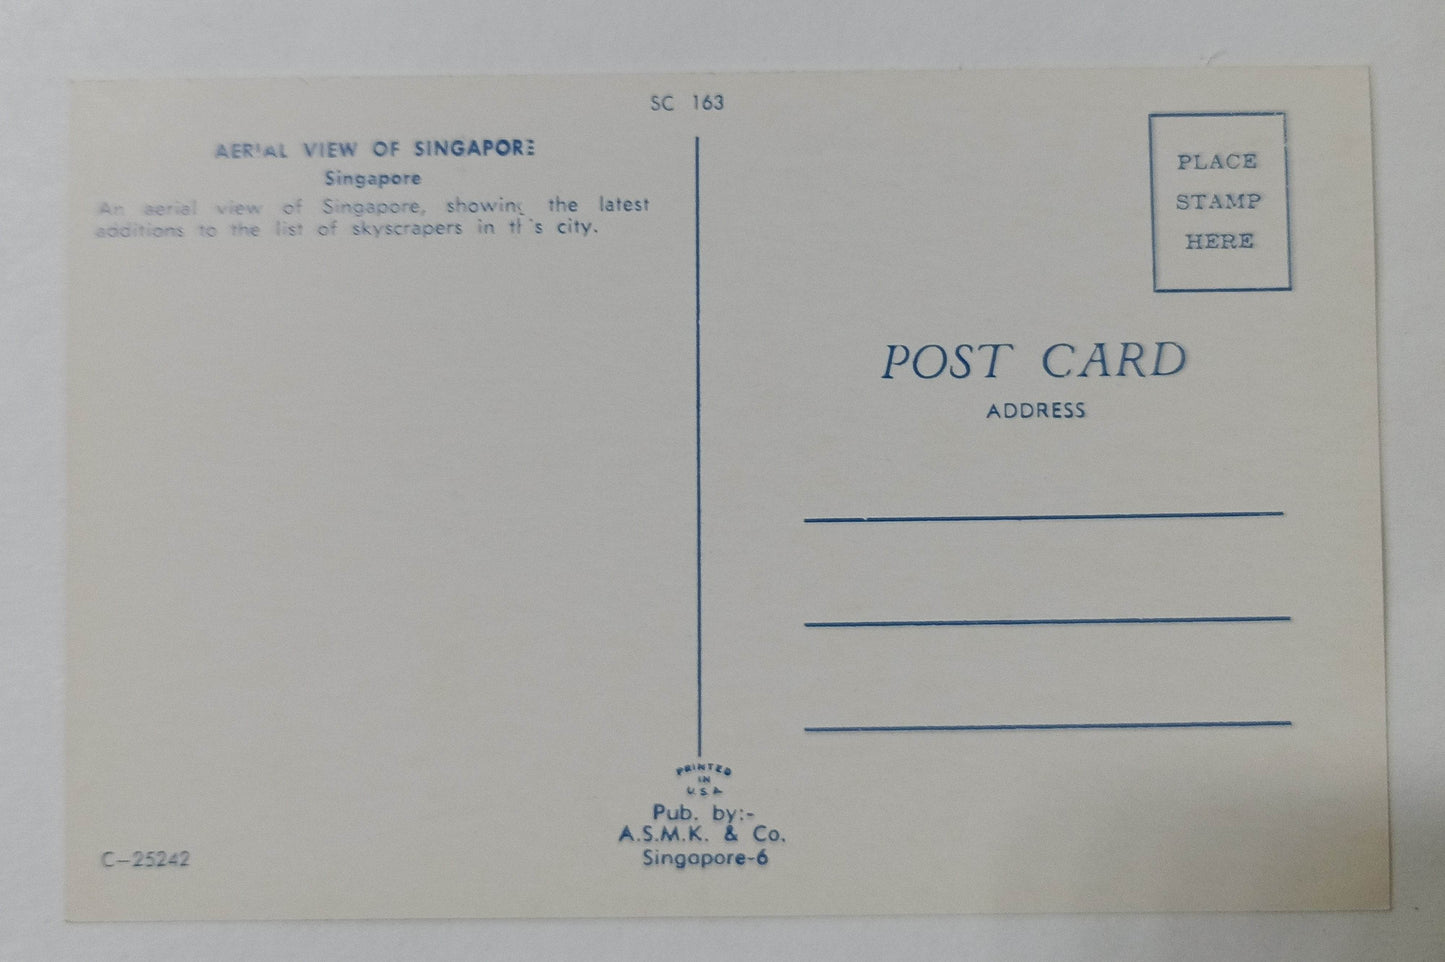 SC 163
AERIAL VIEW OF SINGAPORE
Singapore
An aerial view of Singapore, showing the latest
additions to the list of skyscrapers in this city.
PLACE
STAMP
HERE
POST CARD
ADDRESS
PRINTED
IN
U.S.A
Pub. by:-
A.S.M.K. & Co.
Singapore-6
C-25242